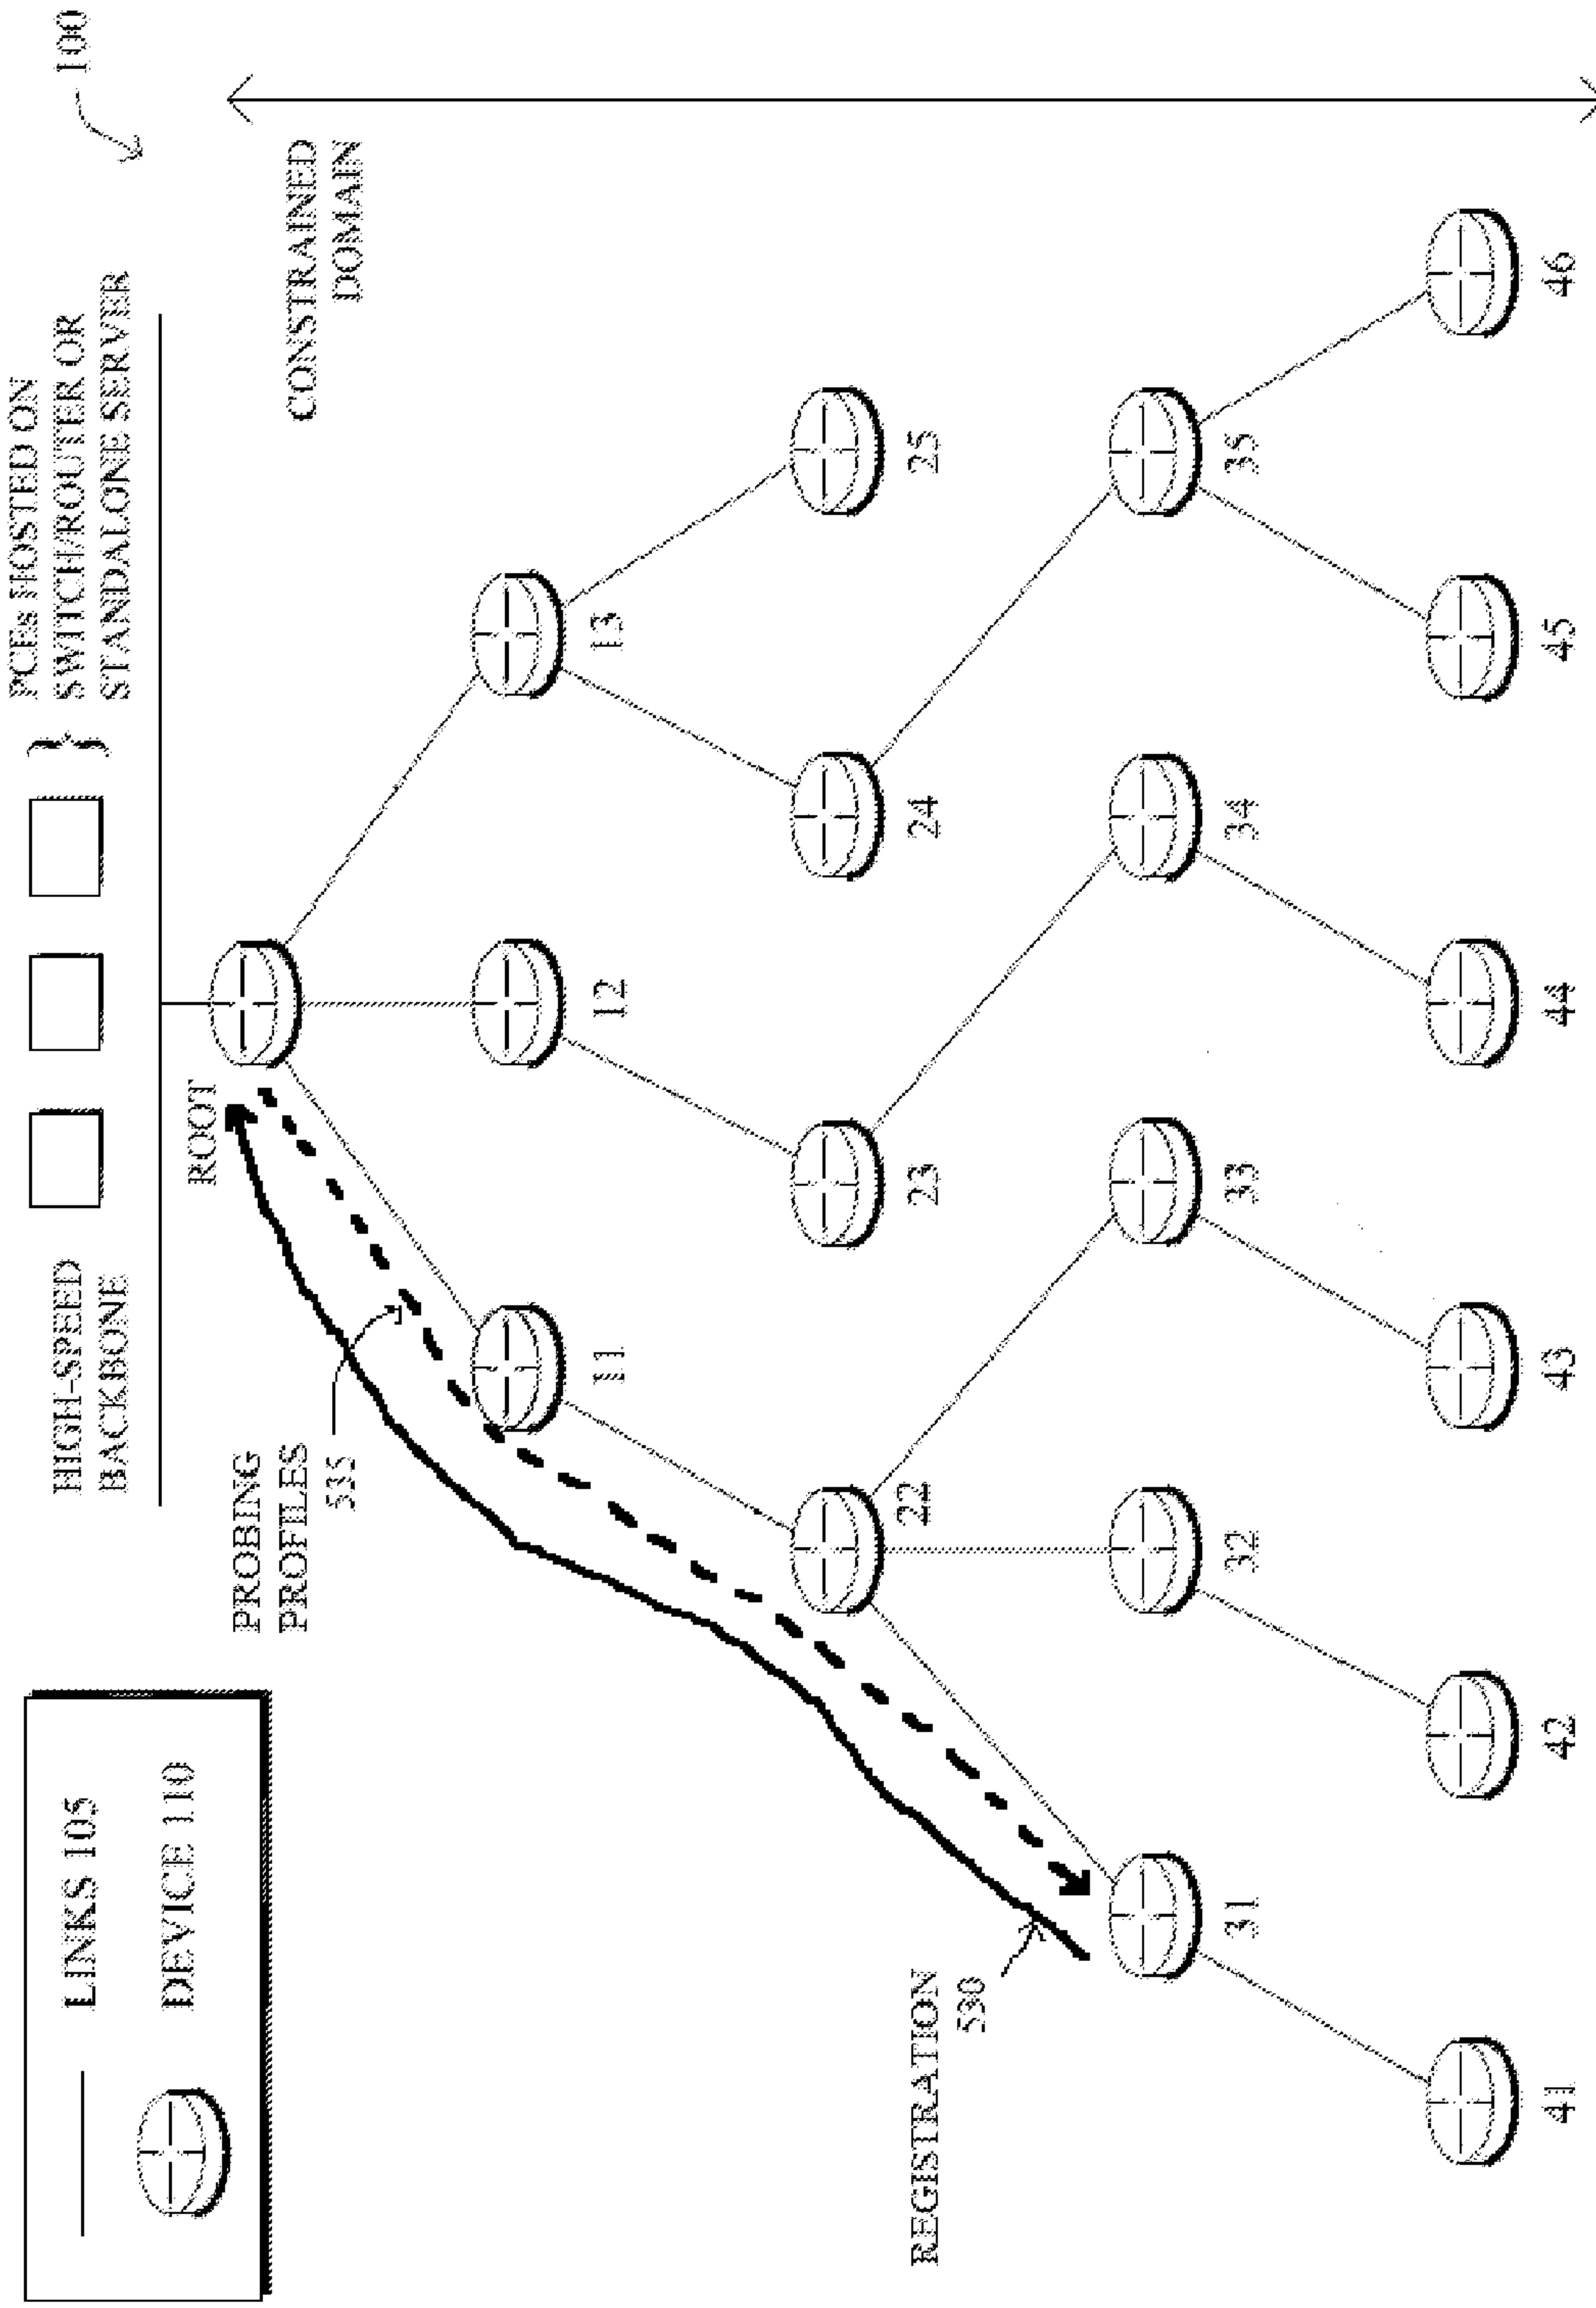 LINKS 105
DEVICE 110
HIGH-SPEED
BACKBONE
PCEs HOSTED ON
SWITCH/ROUTER OR
STANDALONE SERVER
100
ROOT
PROBING
PROFILES
535
CONSTRAINED
DOMAIN
11
12
13
REGISTRATION
530
22
23
24
25
31
32
33
34
35
41
42
43
44
45
46